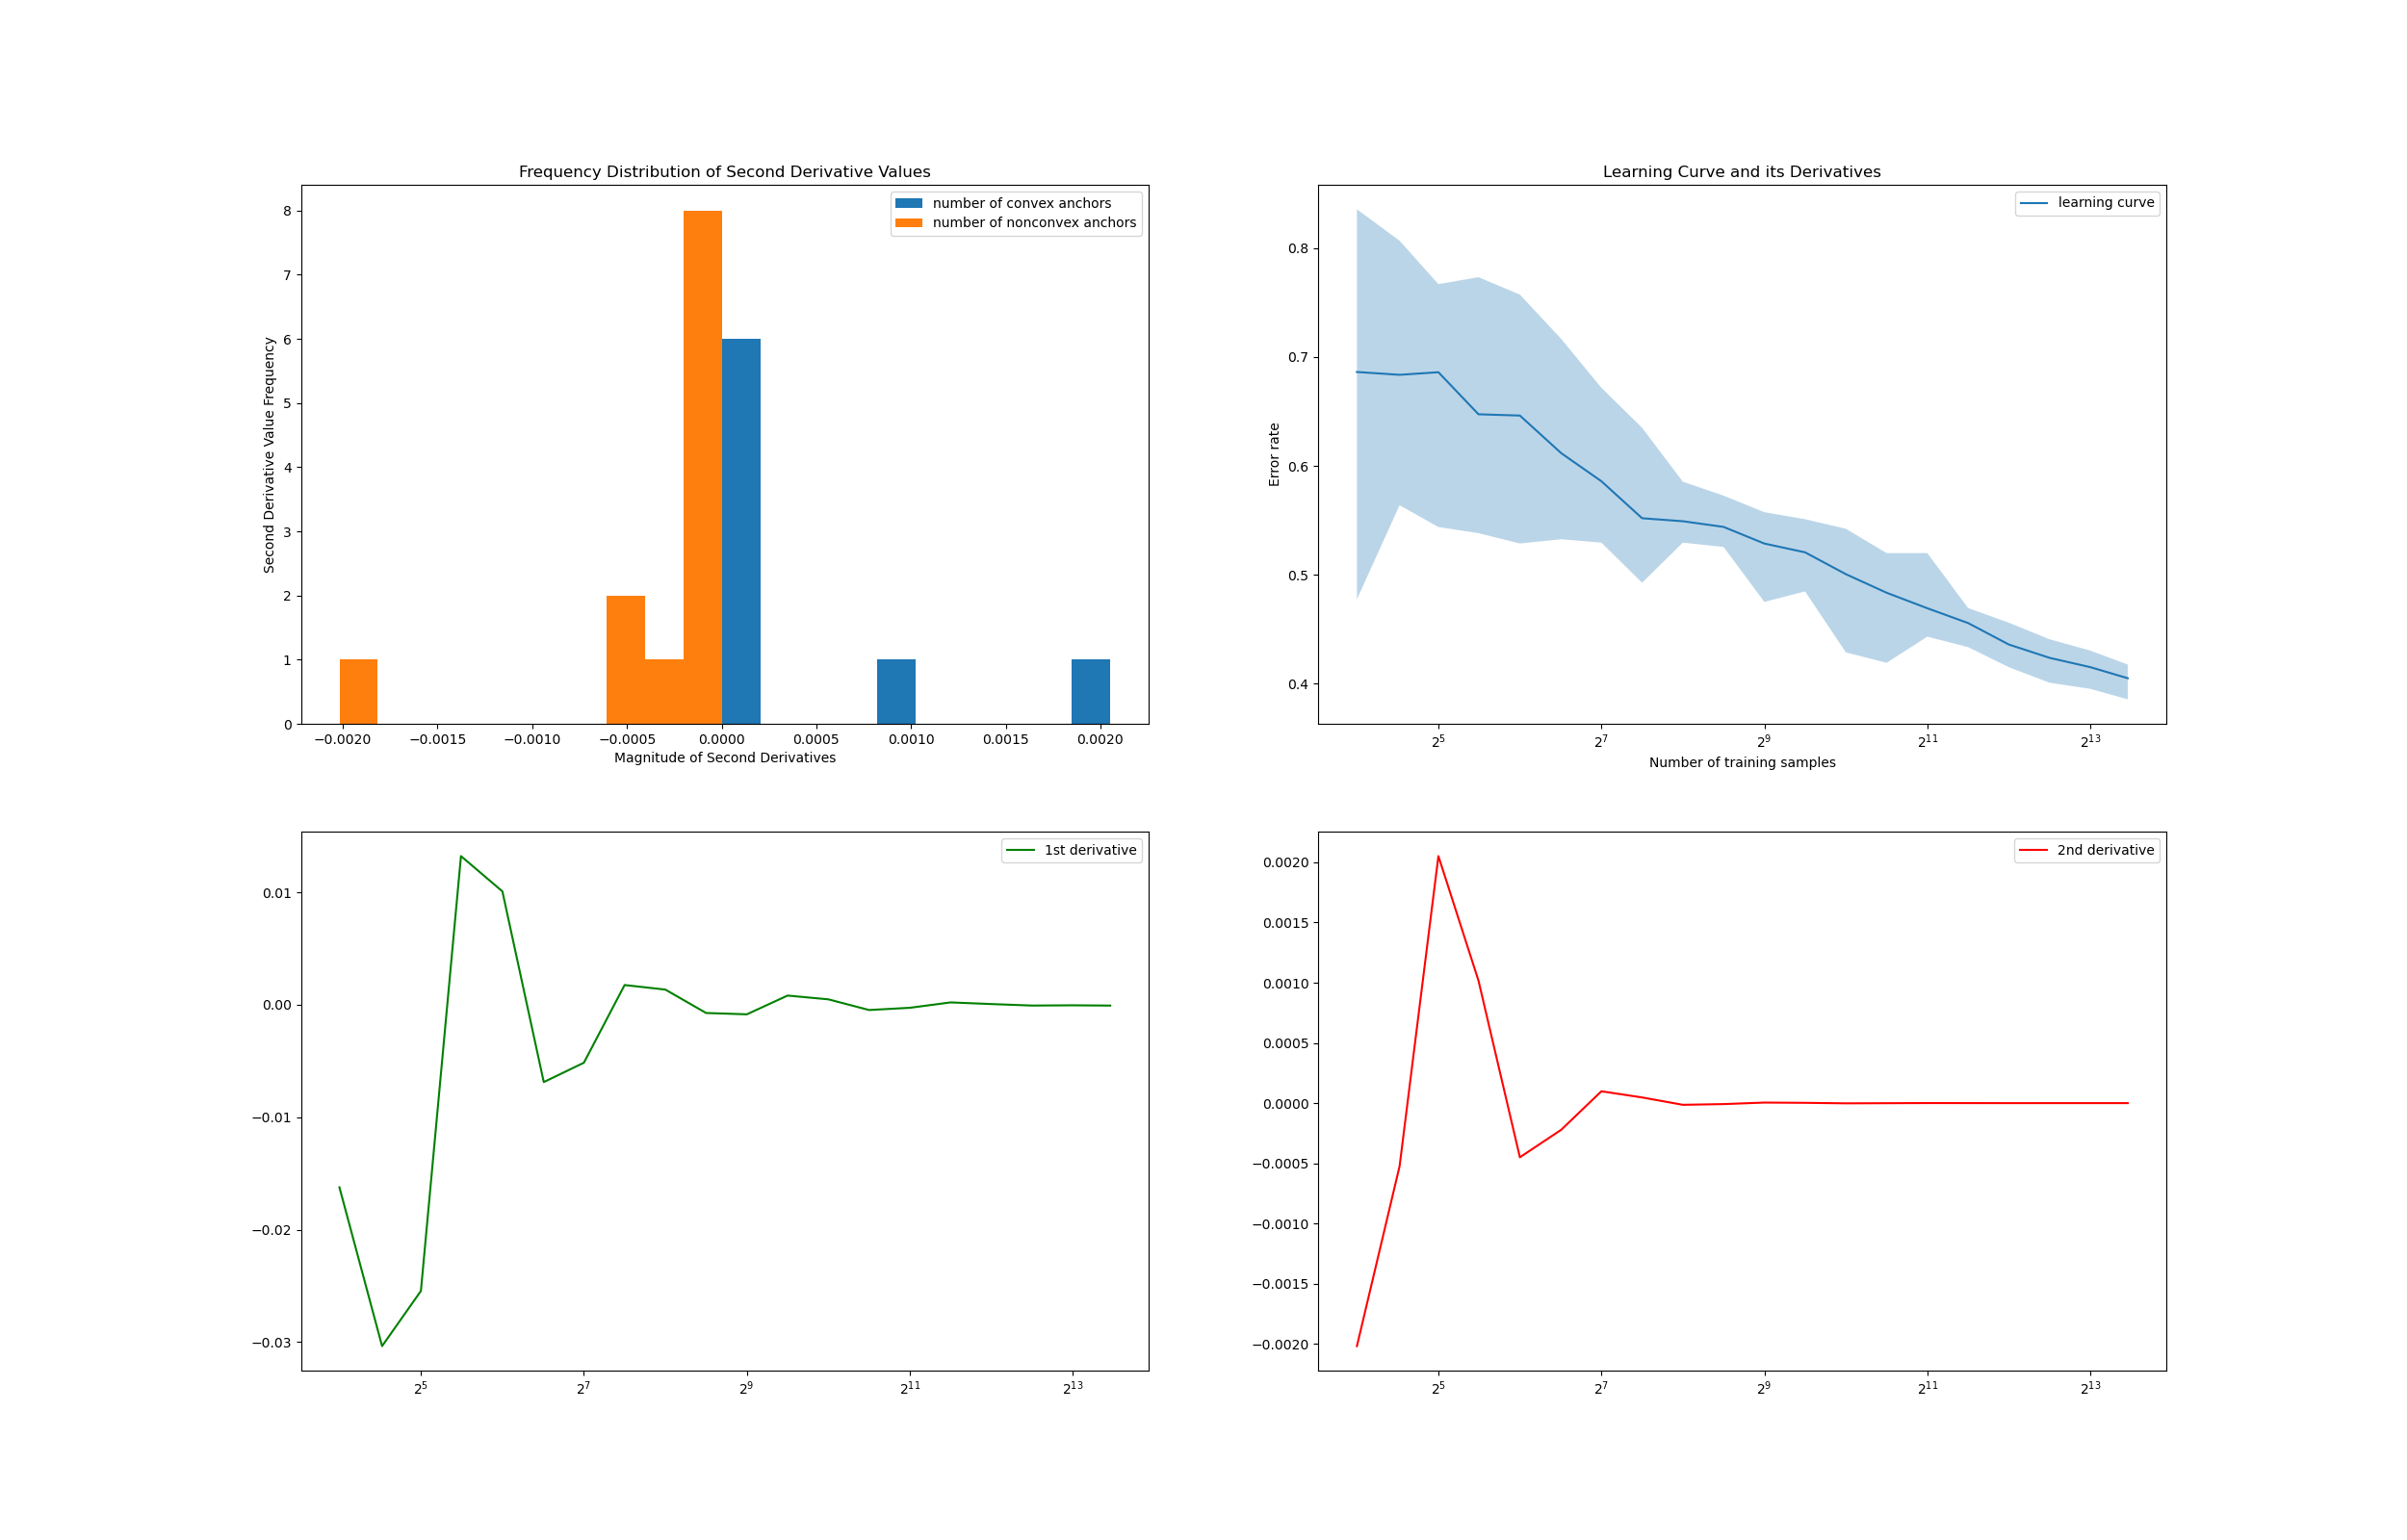 Frequency Distribution of Second Derivative Values
number of convex anchors
number of nonconvex anchors
8
7
6
5
4
3
2
1
0
Second Derivative Value Frequency
−0.0020 −0.0015 −0.0010 −0.0005 0.0000 0.0005 0.0010 0.0015 0.0020
Magnitude of Second Derivatives
Learning Curve and its Derivatives
learning curve
0.8
0.7
0.6
0.5
0.4
Error rate
2^5 2^7 2^9 2^11 2^13
Number of training samples
1st derivative
0.01
0.00
−0.01
−0.02
−0.03
2^5 2^7 2^9 2^11 2^13
2nd derivative
0.0020
0.0015
0.0010
0.0005
0.0000
−0.0005
−0.0010
−0.0015
−0.0020
2^5 2^7 2^9 2^11 2^13